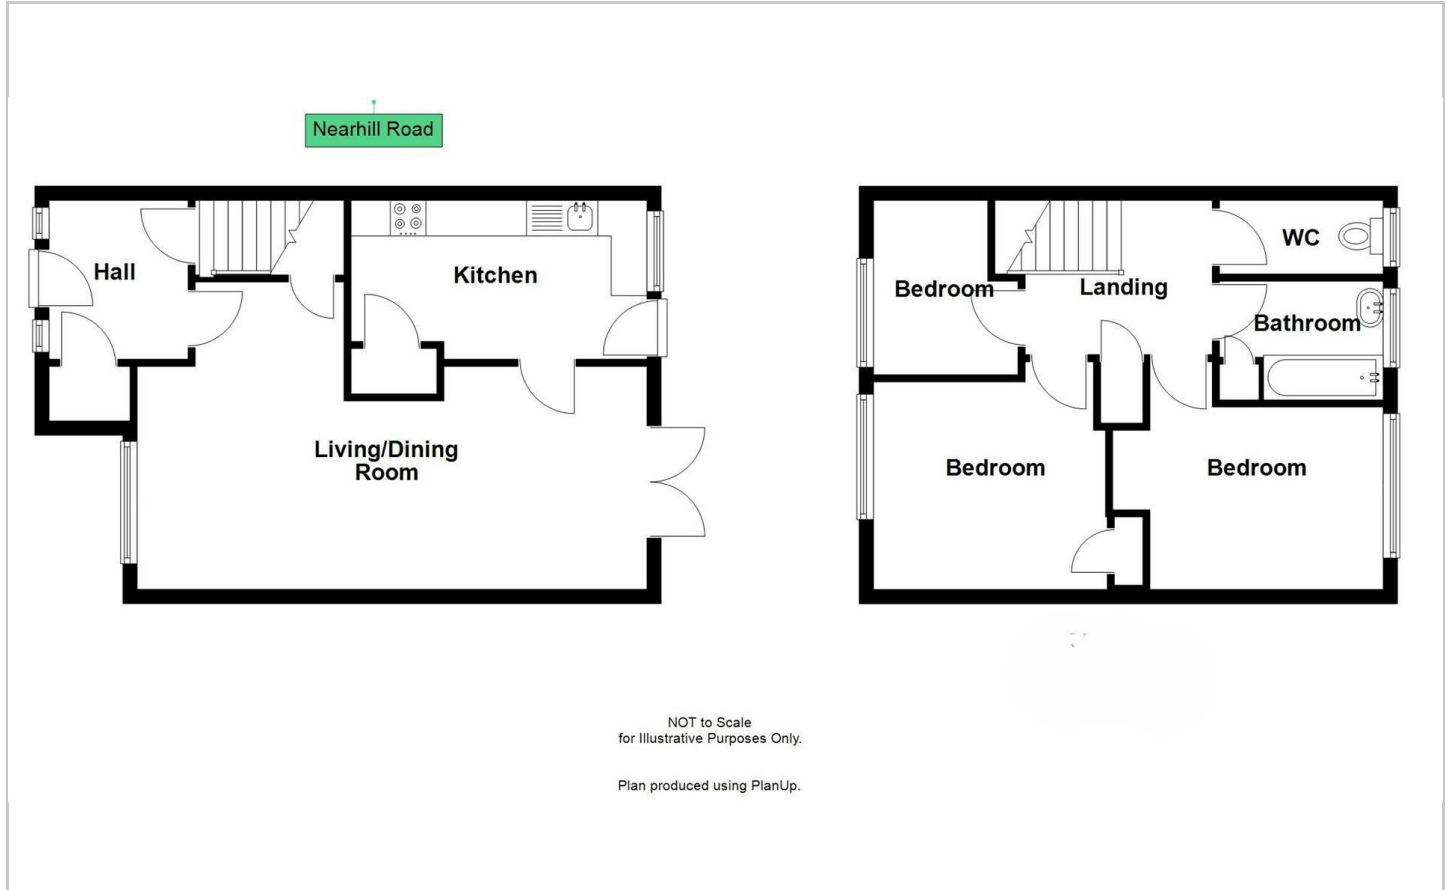 Nearhill Road
Hall
Kitchen
Living/Dining
Room
Bedroom
Landing
WC
Bathroom
Bedroom
Bedroom
NOT to Scale
for Illustrative Purposes Only.
Plan produced using PlanUp.